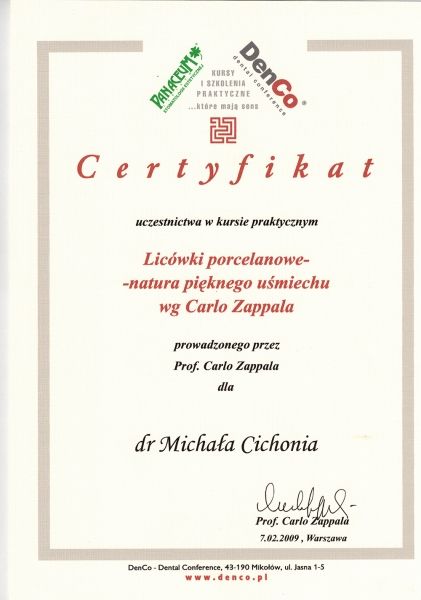 PANACEUM
STOMATOLOGII ESTETYCZNEJ
DenCo®
dental conference
KURSY
I SZKOLENIA
PRAKTYCZNE
...które mają sens
Certyfikat
uczestnictwa w kursie praktycznym
Licówki porcelanowe-
-natura pięknego uśmiechu
wg Carlo Zappala
prowadzonego przez
Prof. Carlo Zappala
dla
dr Michała Cichonia
Prof. Carlo Zappala
7.02.2009 , Warszawa
DenCo - Dental Conference, 43-190 Mikołów, ul. Jasna 1-5
www.denco.pl